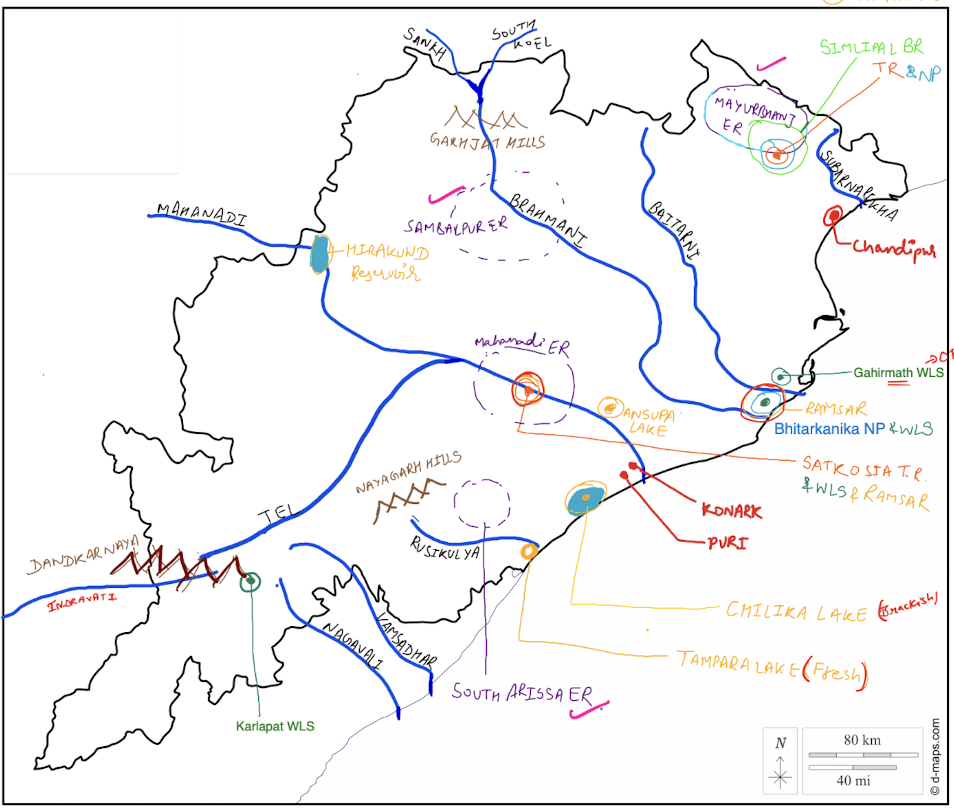 SANKH
SOUTH
KOEL
SIMLIPAL BR
TR & NP
MAYURBHANJ
ER
GARHJAT HILLS
SUBARNAREKHA
MAHANADI
SAMBALPUR ER
BRAHMANI
BAITARNI
Chandipur
HIRAKUND
Reservoir
Mahanadi ER
Gahirmath WLS
ANSUPA
LAKE
RAMSAR
Bhitarkanika NP & WLS
SATKOSIA T.R.
& WLS & RAMSAR
NAYAGARH HILLS
KONARK
PURI
TEL
RUSIKULYA
DANDKARNAYA
INDRAVATI
CHILIKA LAKE (Brackish)
NAGAVALI
VAMSADHAR
TAMPARA LAKE (Fresh)
SOUTH ARISSA ER
Karlapat WLS
N
80 km
40 mi
© d-maps.com